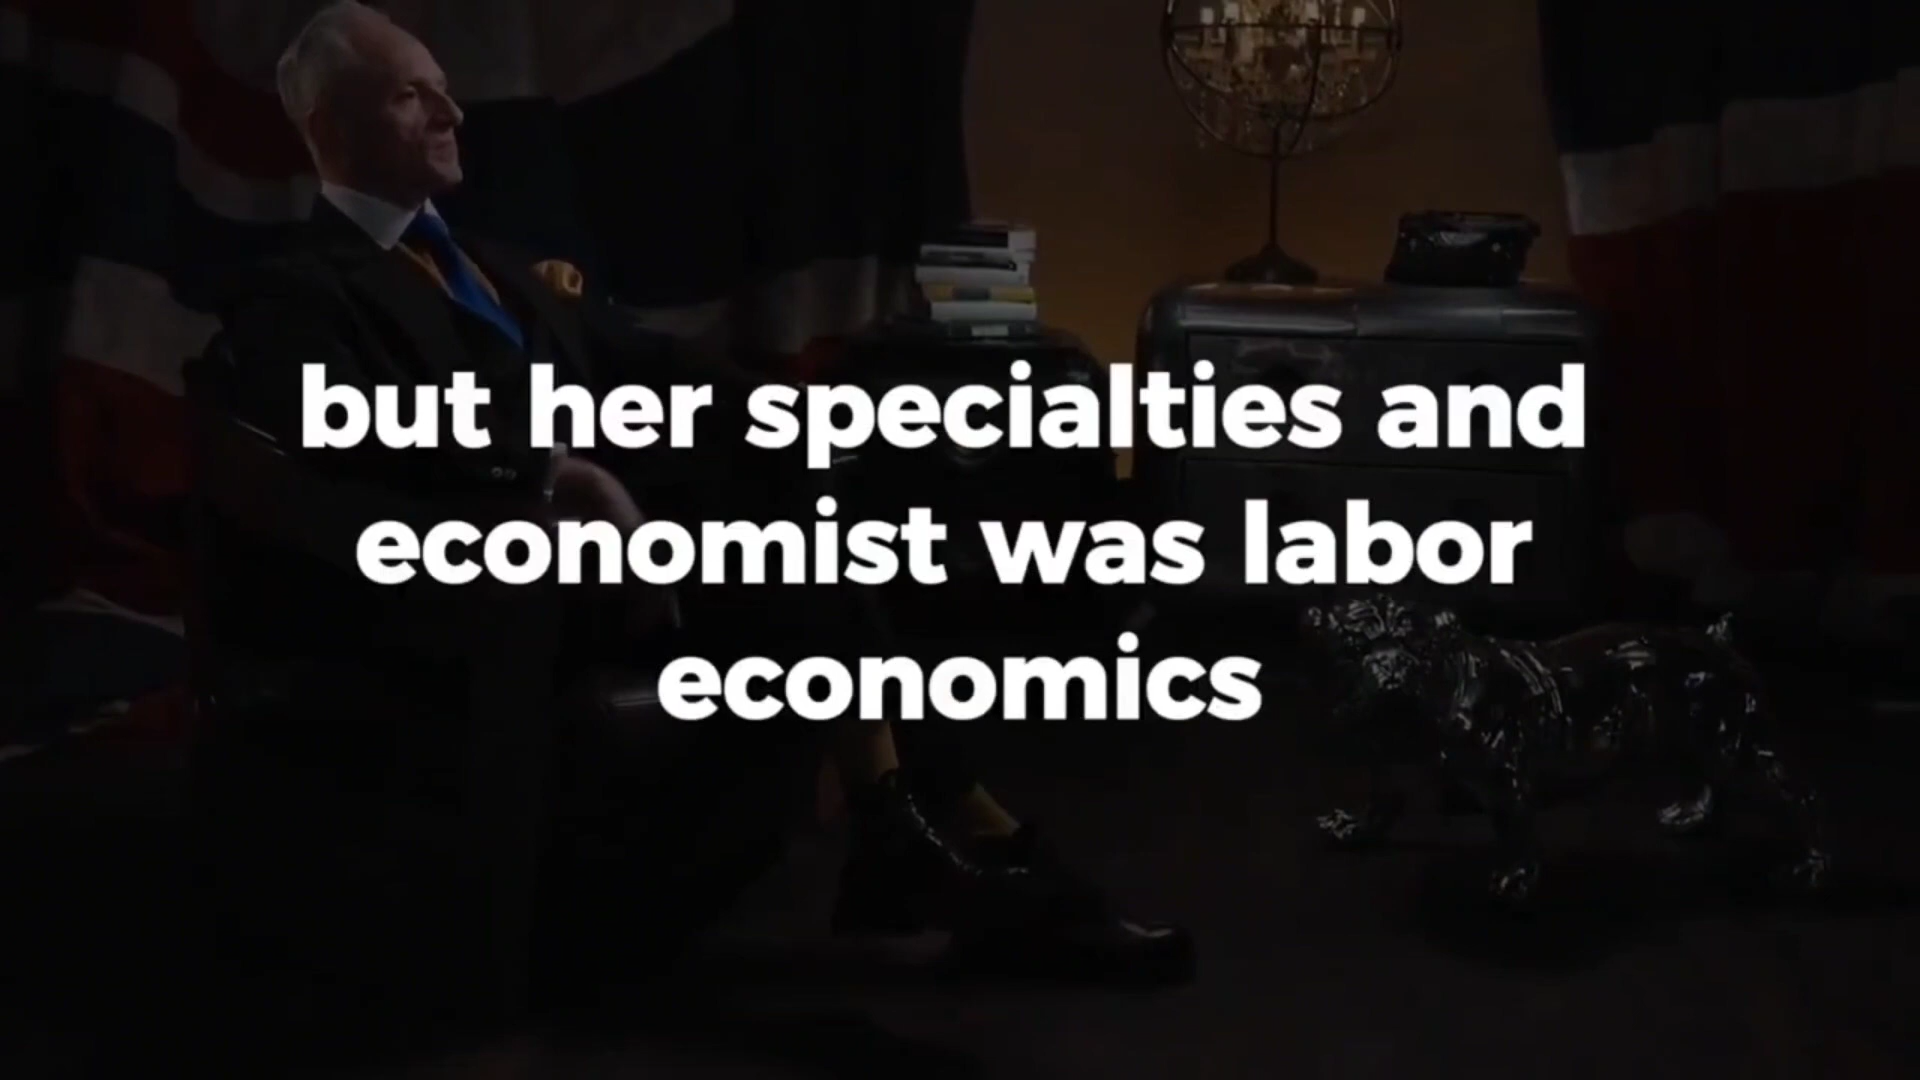 but her specialties and
economist was labor
economics